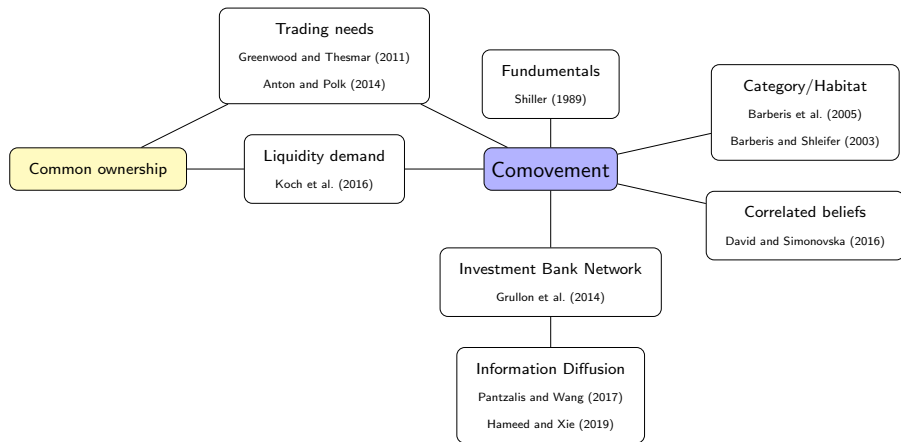 Trading needs
Greenwood and Thesmar (2011)
Anton and Polk (2014)
Fundumentals
Shiller (1989)
Category/Habitat
Barberis et al. (2005)
Barberis and Shleifer (2003)
Common ownership
Liquidity demand
Koch et al. (2016)
Comovement
Correlated beliefs
David and Simonovska (2016)
Investment Bank Network
Grullon et al. (2014)
Information Diffusion
Pantzalis and Wang (2017)
Hameed and Xie (2019)